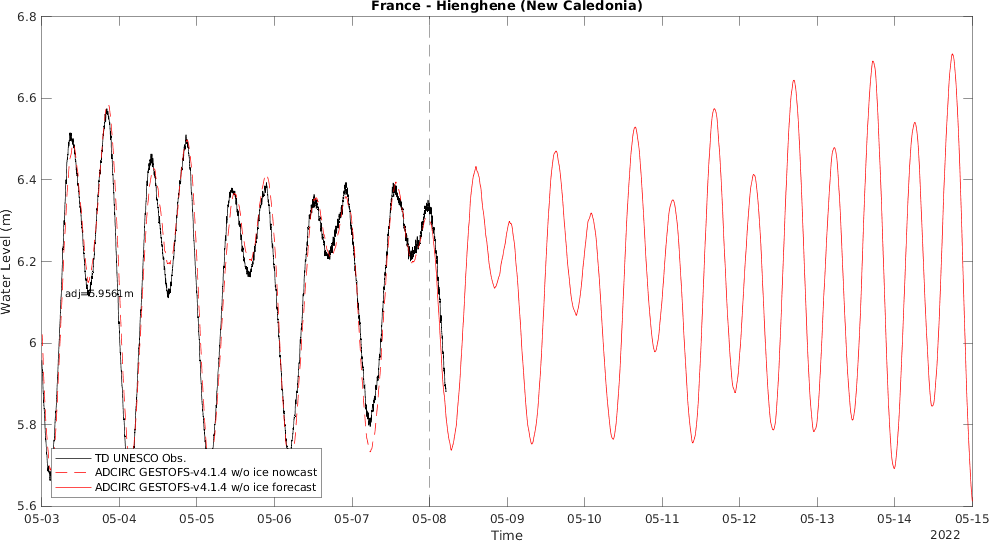 France - Hienghene (New Caledonia)
6.8
6.6
6.4
6.2
6
5.8
5.6
Water Level (m)
adj=5.9561m
TD UNESCO Obs.
ADCIRC GESTOFS-v4.1.4 w/o ice nowcast
ADCIRC GESTOFS-v4.1.4 w/o ice forecast
05-03 05-04 05-05 05-06 05-07 05-08 05-09 05-10 05-11 05-12 05-13 05-14 05-15
Time
2022